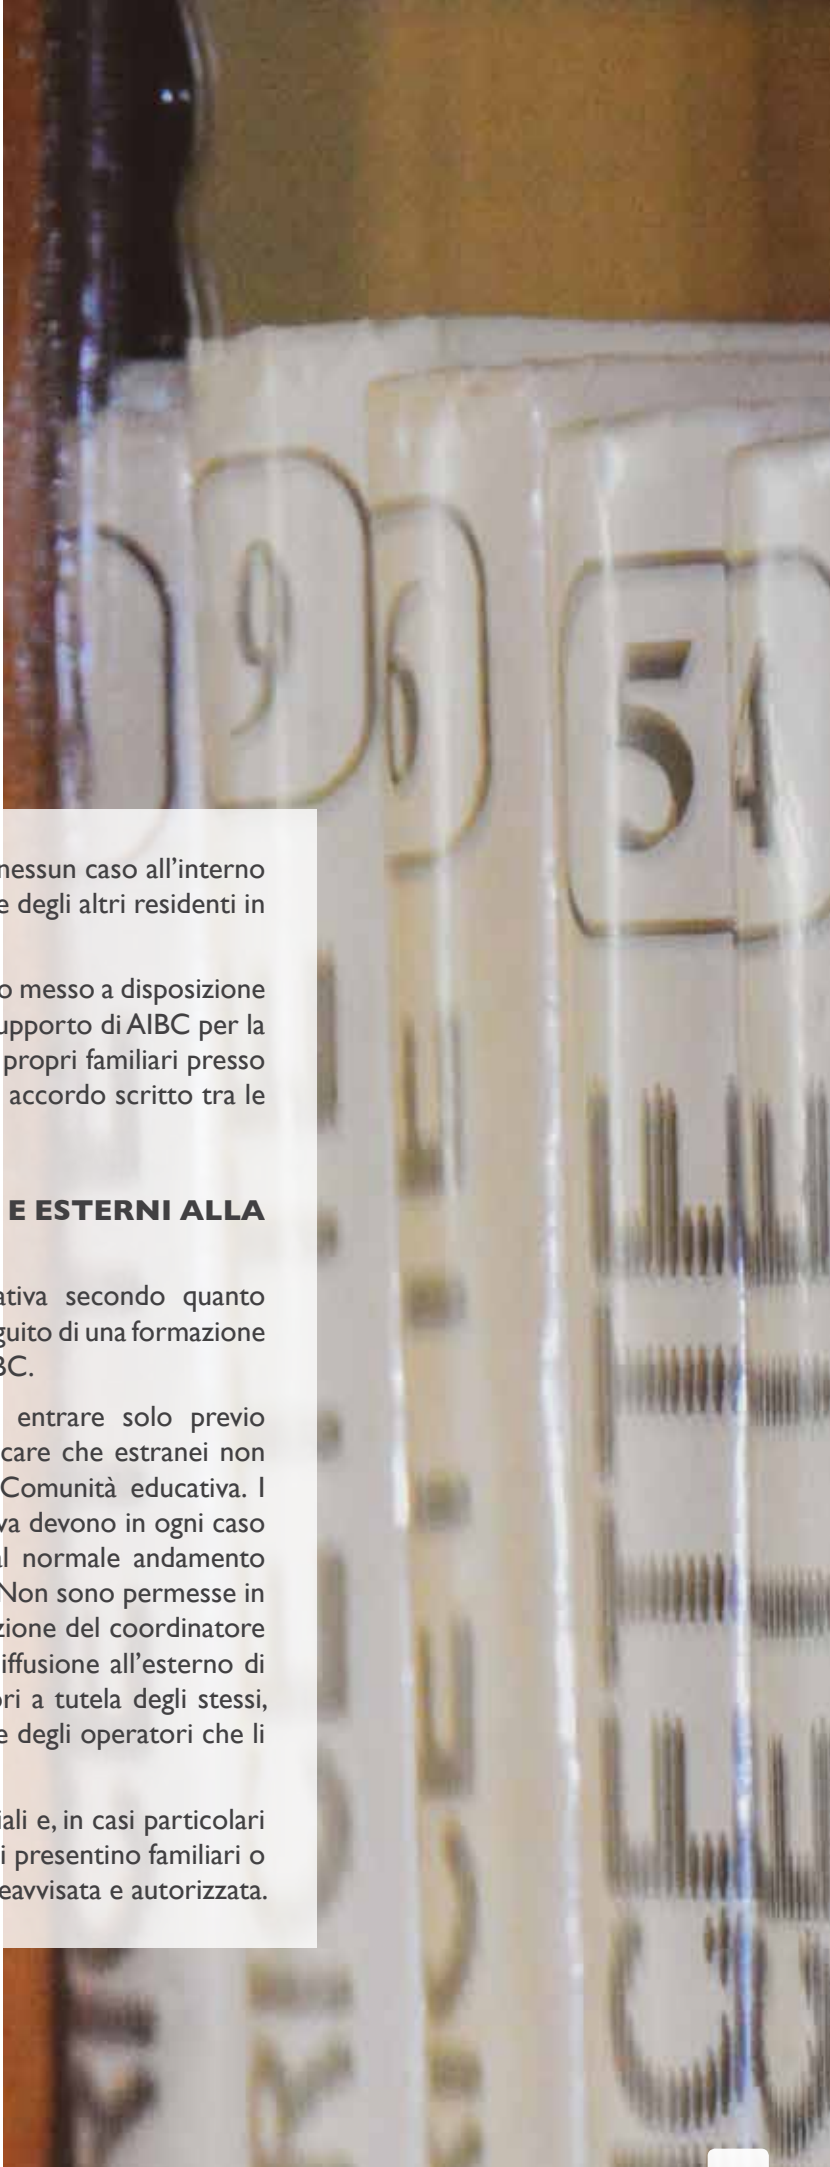 9
6
5
4
nessun caso all’interno
e degli altri residenti in
o messo a disposizione
upporto di AIBC per la
propri familiari presso
accordo scritto tra le
E ESTERNI ALLA
ativa secondo quanto
guito di una formazione
BC.
entrare solo previo
care che estranei non
Comunità educativa. I
va devono in ogni caso
al normale andamento
Non sono permesse in
zione del coordinatore
iffusione all’esterno di
ori a tutela degli stessi,
e degli operatori che li
iali e, in casi particolari
i presentino familiari o
eavvisata e autorizzata.